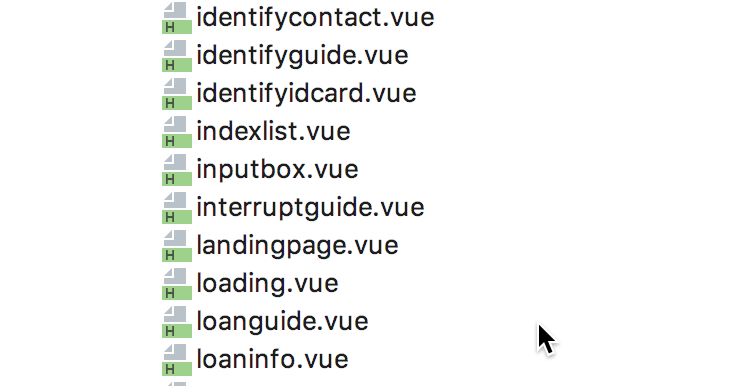 H identifycontact.vue
H identifyguide.vue
H identifyidcard.vue
H indexlist.vue
H inputbox.vue
H interruptguide.vue
H landingpage.vue
H loading.vue
H loanguide.vue
H loaninfo.vue